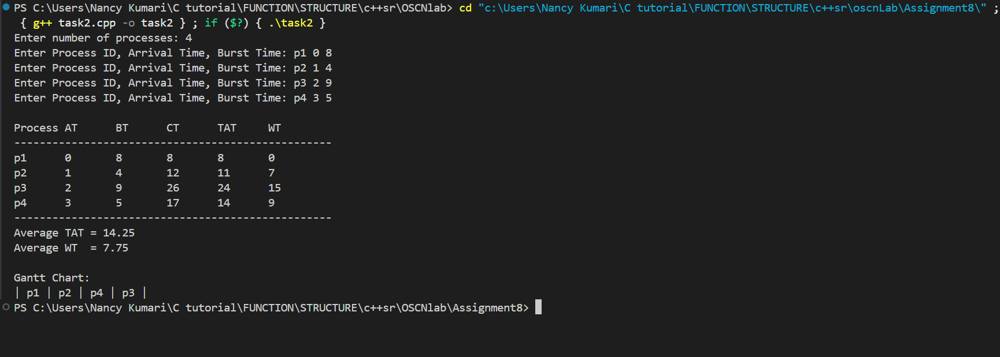 PS C:\Users\Nancy Kumari\C tutorial\FUNCTION\STRUCTURE\c++sr\OSCNlab> cd "c:\Users\Nancy Kumari\C tutorial\FUNCTION\STRUCTURE\c++sr\oscnLab\Assignment8\" ;
{ g++ task2.cpp -o task2 } ; if ($?) { .\task2 }
Enter number of processes: 4
Enter Process ID, Arrival Time, Burst Time: p1 0 8
Enter Process ID, Arrival Time, Burst Time: p2 1 4
Enter Process ID, Arrival Time, Burst Time: p3 2 9
Enter Process ID, Arrival Time, Burst Time: p4 3 5

Process AT      BT      CT      TAT     WT
--------------------------------------------------
p1      0       8       8       8       0
p2      1       4       12      11      7
p3      2       9       26      24      15
p4      3       5       17      14      9
--------------------------------------------------
Average TAT = 14.25
Average WT  = 7.75

Gantt Chart:
| p1 | p2 | p4 | p3 |
PS C:\Users\Nancy Kumari\C tutorial\FUNCTION\STRUCTURE\c++sr\OSCNlab\Assignment8>